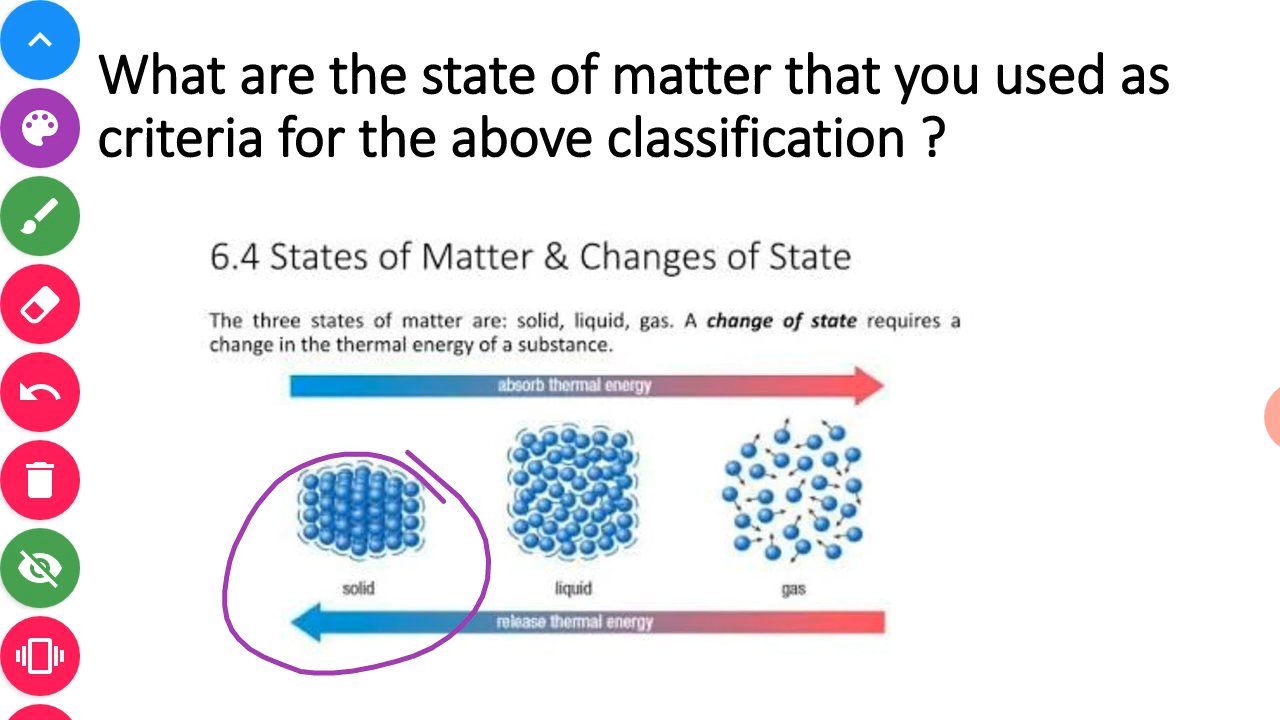 What are the state of matter that you used as
criteria for the above classification ?
6.4 States of Matter & Changes of State
The three states of matter are: solid, liquid, gas. A change of state requires a
change in the thermal energy of a substance.
absorb thermal energy
solid
liquid
gas
release thermal energy